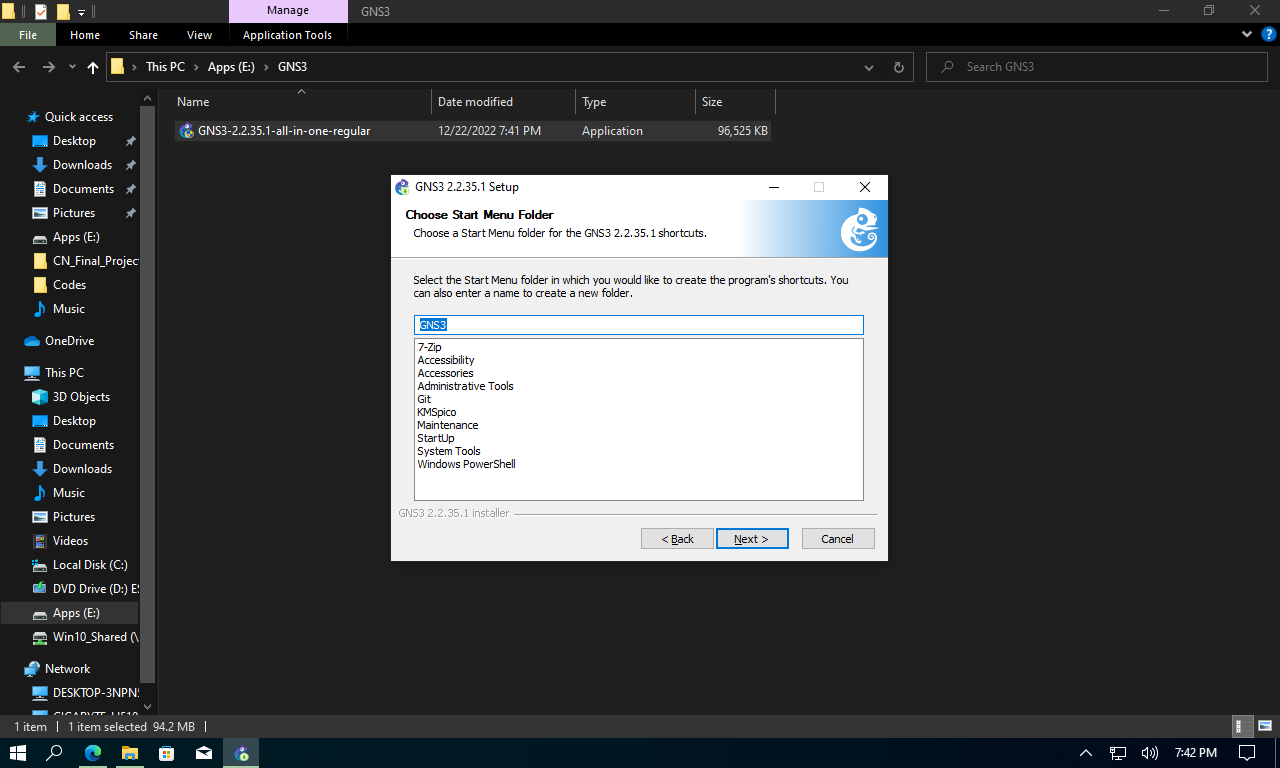 Manage
GNS3
File
Home
Share
View
Application Tools
This PC
Apps (E:)
GNS3
Search GNS3
Name
Date modified
Type
Size
GNS3-2.2.35.1-all-in-one-regular
12/22/2022 7:41 PM
Application
96,525 KB
Quick access
Desktop
Downloads
Documents
Pictures
Apps (E:)
CN_Final_Projec
Codes
Music
OneDrive
This PC
3D Objects
Desktop
Documents
Downloads
Music
Pictures
Videos
Local Disk (C:)
DVD Drive (D:) ES
Apps (E:)
Win10_Shared (\
Network
DESKTOP-3NPN5
GNS3 2.2.35.1 Setup
Choose Start Menu Folder
Choose a Start Menu folder for the GNS3 2.2.35.1 shortcuts.
Select the Start Menu folder in which you would like to create the program's shortcuts. You
can also enter a name to create a new folder.
GNS3
7-Zip
Accessibility
Accessories
Administrative Tools
Git
KMSpico
Maintenance
StartUp
System Tools
Windows PowerShell
GNS3 2.2.35.1 installer
< Back
Next >
Cancel
1 item
1 item selected 94.2 MB
7:42 PM